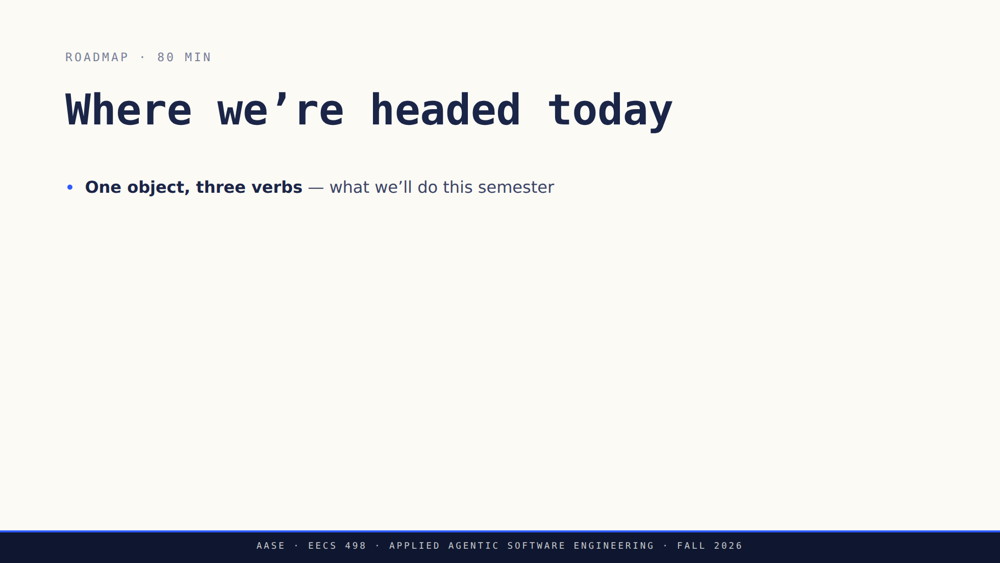 ROADMAP · 80 MIN
Where we’re headed today
• One object, three verbs — what we’ll do this semester
AASE · EECS 498 · APPLIED AGENTIC SOFTWARE ENGINEERING · FALL 2026